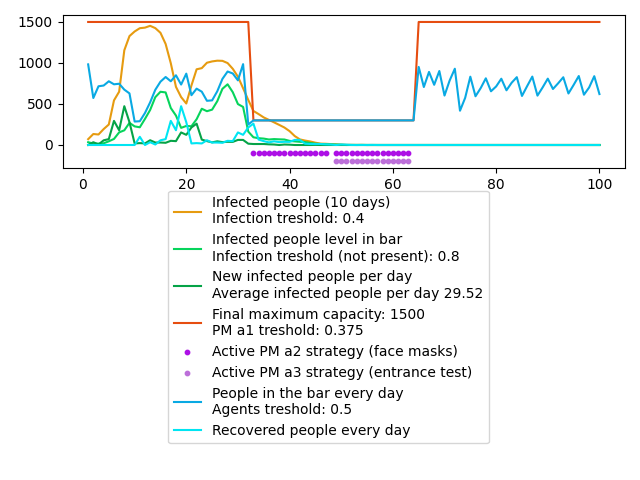 1500
1000
500
0
0 20 40 60 80 100
Infected people (10 days)
Infection treshold: 0.4
Infected people level in bar
Infection treshold (not present): 0.8
New infected people per day
Average infected people per day 29.52
Final maximum capacity: 1500
PM a1 treshold: 0.375
Active PM a2 strategy (face masks)
Active PM a3 strategy (entrance test)
People in the bar every day
Agents treshold: 0.5
Recovered people every day